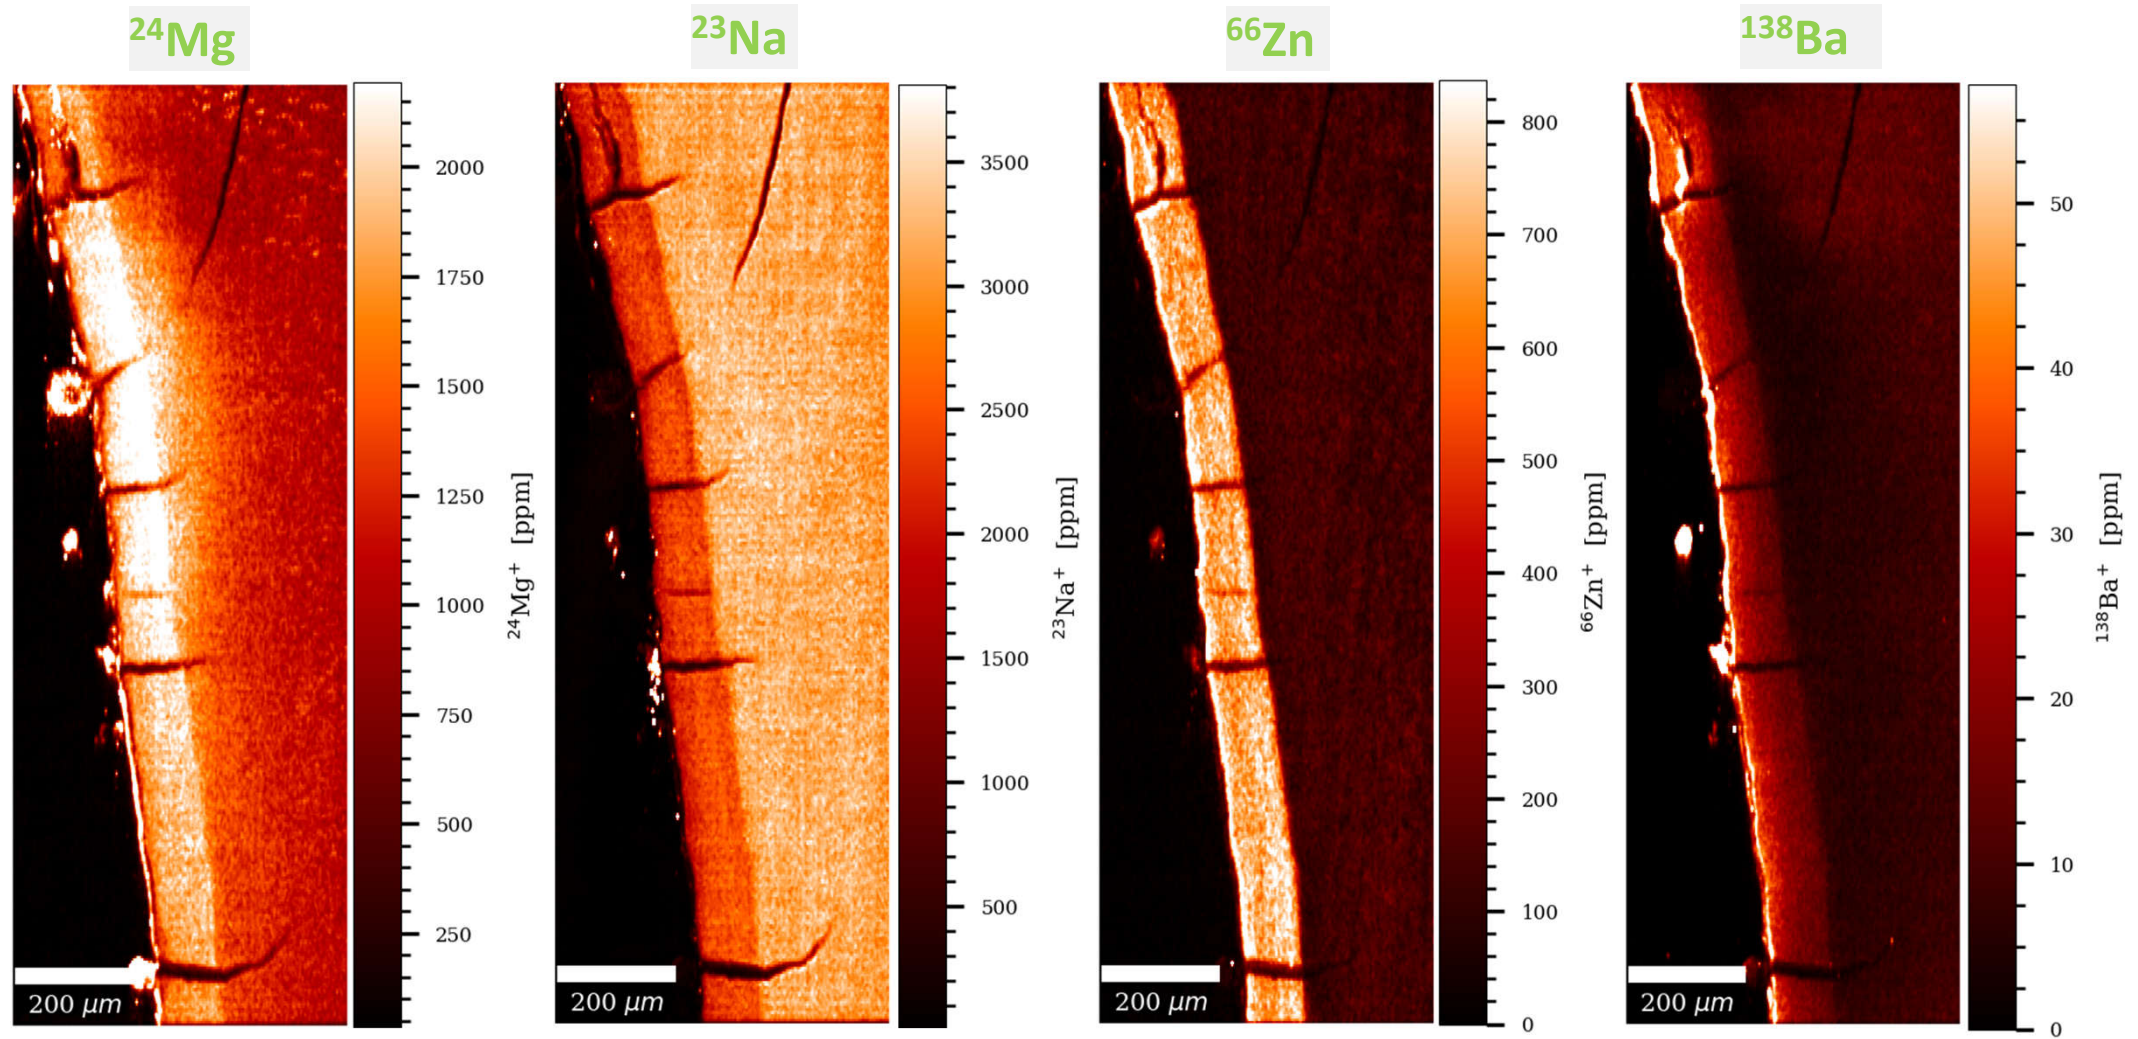 ²⁴Mg
2000
1750
1500
1250
1000
750
500
250
²⁴Mg⁺ [ppm]
200 μm
²³Na
3500
3000
2500
2000
1500
1000
500
²³Na⁺ [ppm]
200 μm
⁶⁶Zn
800
700
600
500
400
300
200
100
0
⁶⁶Zn⁺ [ppm]
200 μm
¹³⁸Ba
50
40
30
20
10
0
¹³⁸Ba⁺ [ppm]
200 μm